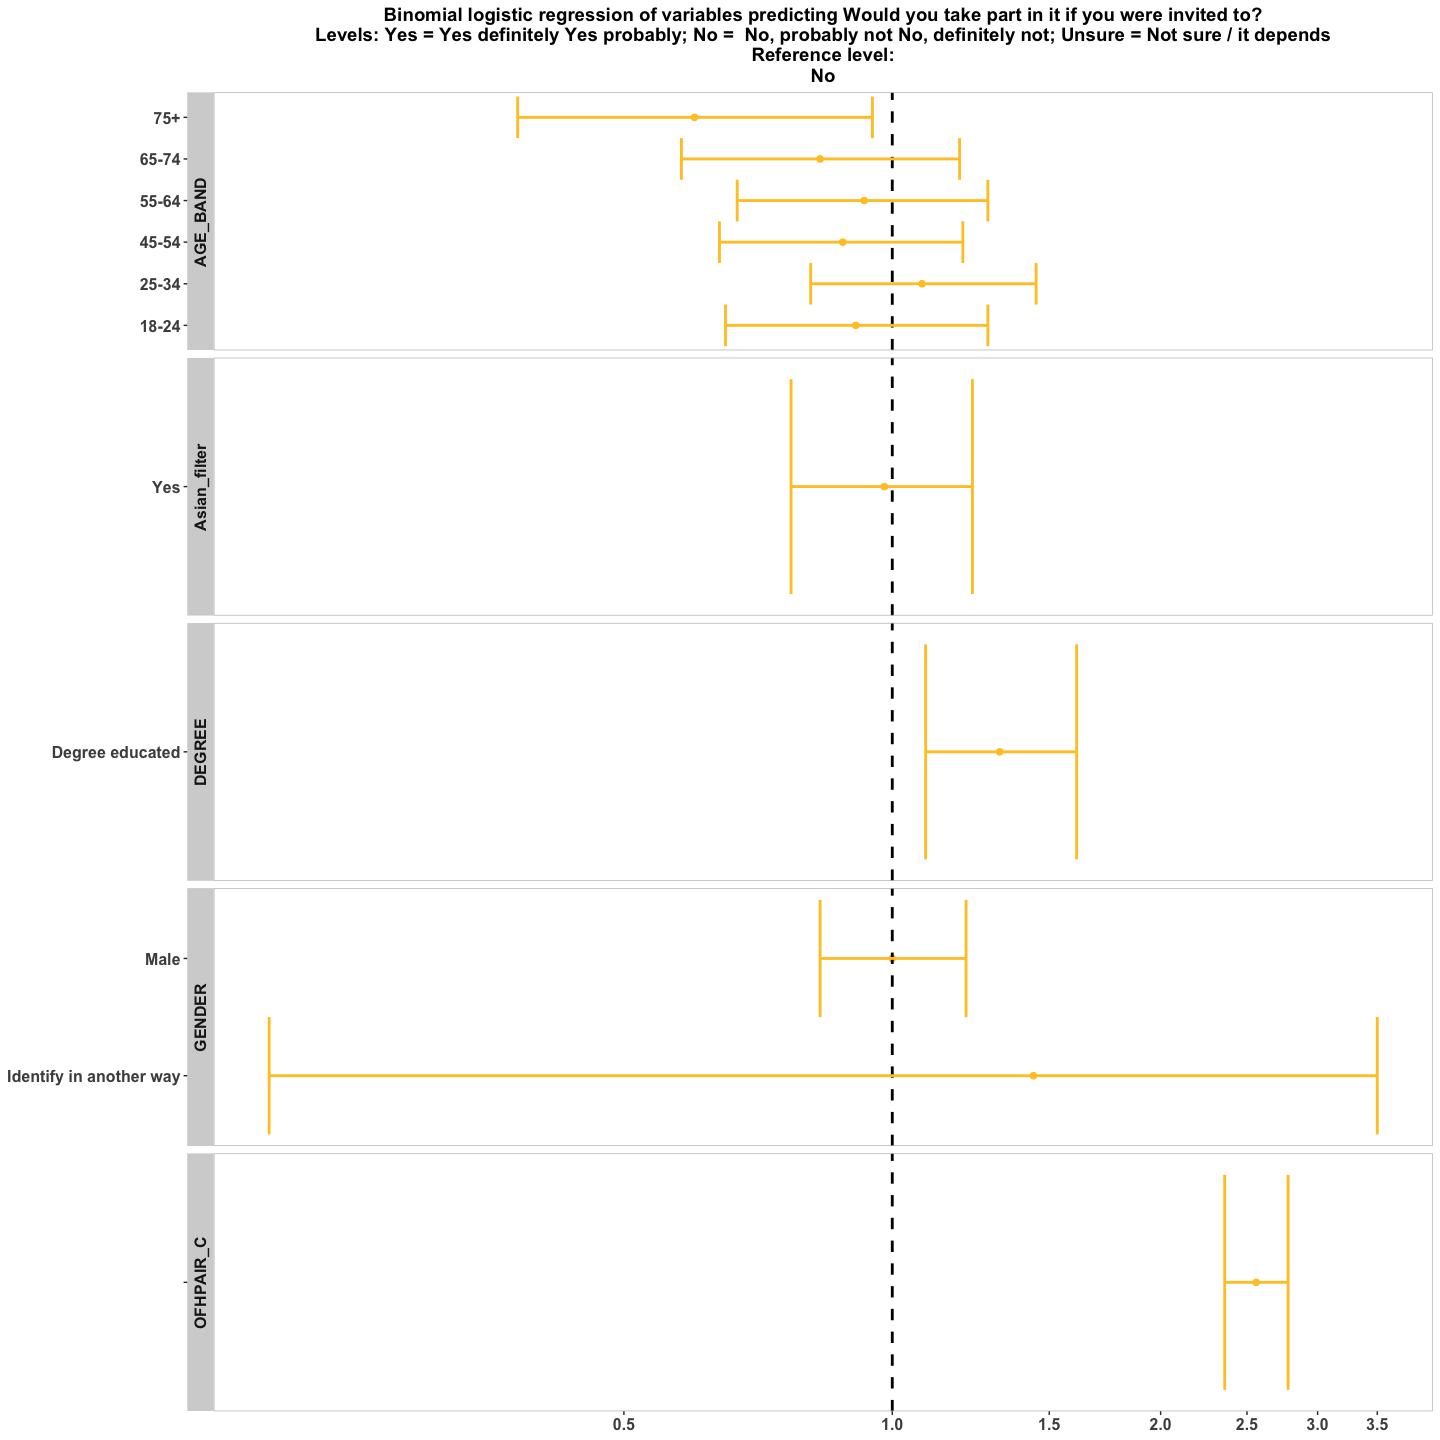 Binomial logistic regression of variables predicting Would you take part in it if you were invited to?
Levels: Yes = Yes definitely Yes probably; No =  No, probably not No, definitely not; Unsure = Not sure / it depends
Reference level:
No
AGE_BAND
75+
65-74
55-64
45-54
25-34
18-24
Asian_filter
Yes
DEGREE
Degree educated
GENDER
Male
Identify in another way
OFHPAIR_C
0.5 1.0 1.5 2.0 2.5 3.0 3.5